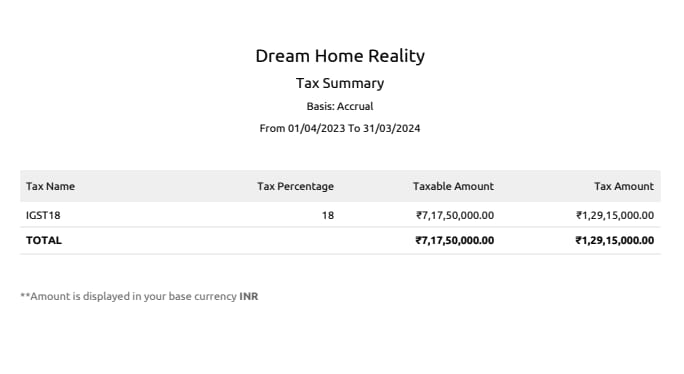 Dream Home Reality
Tax Summary
Basis: Accrual
From 01/04/2023 To 31/03/2024
Tax Name Tax Percentage Taxable Amount Tax Amount
IGST18 18 ₹7,17,50,000.00 ₹1,29,15,000.00
TOTAL ₹7,17,50,000.00 ₹1,29,15,000.00
**Amount is displayed in your base currency INR